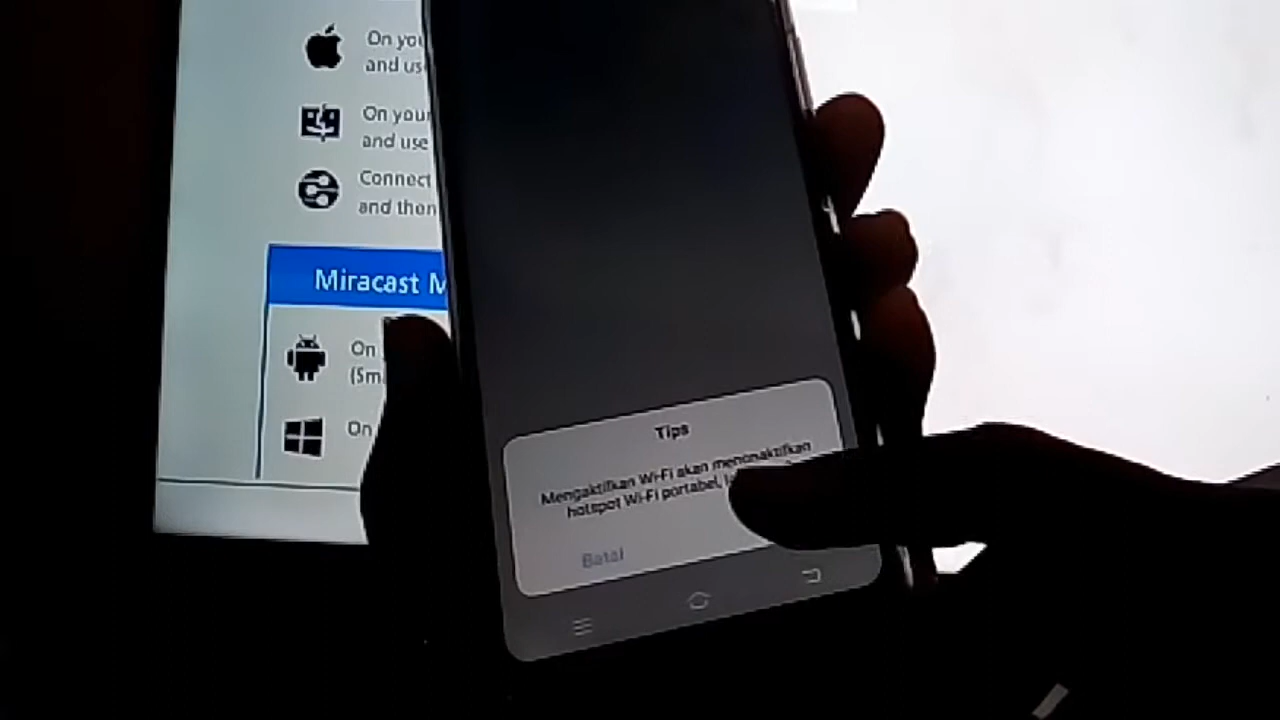 On you
and us
On your
and use
Connect
and then
Miracast M
On
(Sm
On
Tips
Mengaktifkan Wi-Fi akan menonaktifkan
hotspot Wi-Fi portabel,
Batal